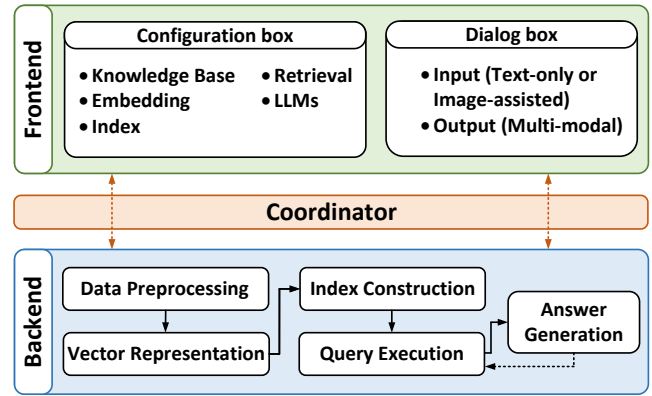 Frontend
Configuration box
• Knowledge Base
• Embedding
• Index
• Retrieval
• LLMs
Dialog box
• Input (Text-only or
Image-assisted)
• Output (Multi-modal)
Coordinator
Backend
Data Preprocessing
Vector Representation
Index Construction
Query Execution
Answer
Generation